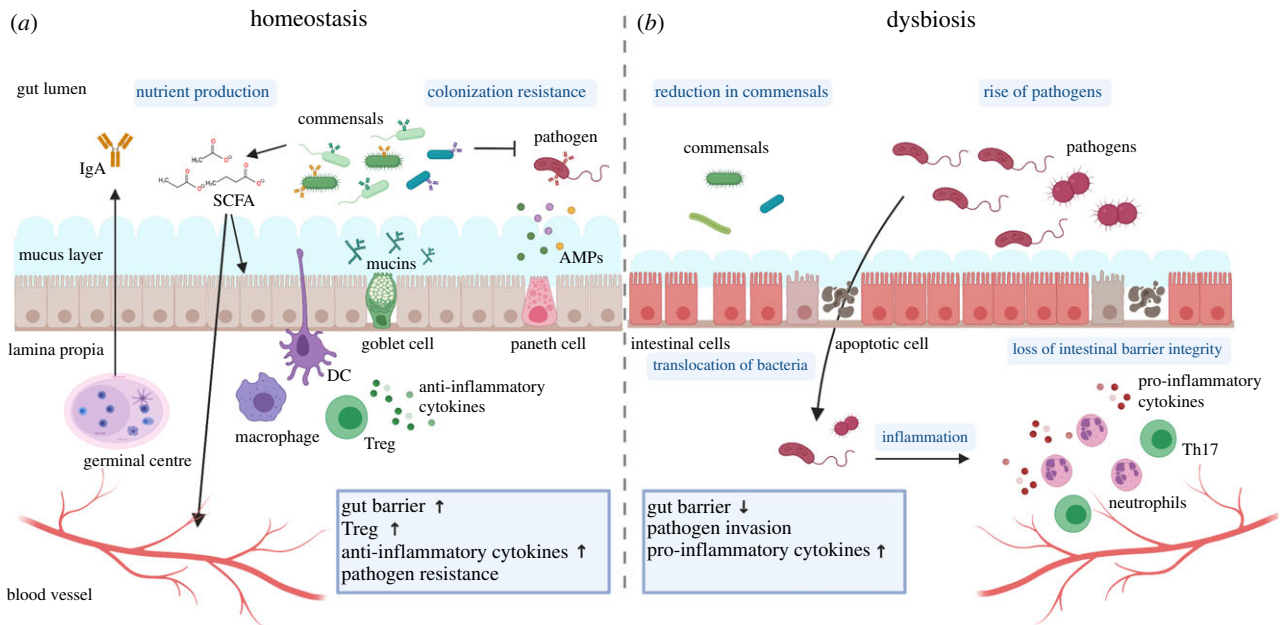 (a)
homeostasis
gut lumen
nutrient production
colonization resistance
commensals
pathogen
IgA
SCFA
mucus layer
mucins
AMPs
lamina propia
goblet cell
paneth cell
DC
anti-inflammatory
cytokines
macrophage
Treg
germinal centre
gut barrier ↑
Treg ↑
anti-inflammatory cytokines ↑
pathogen resistance
blood vessel
(b)
dysbiosis
reduction in commensals
rise of pathogens
commensals
pathogens
intestinal cells
apoptotic cell
loss of intestinal barrier integrity
translocation of bacteria
pro-inflammatory
cytokines
inflammation
Th17
neutrophils
gut barrier ↓
pathogen invasion
pro-inflammatory cytokines ↑